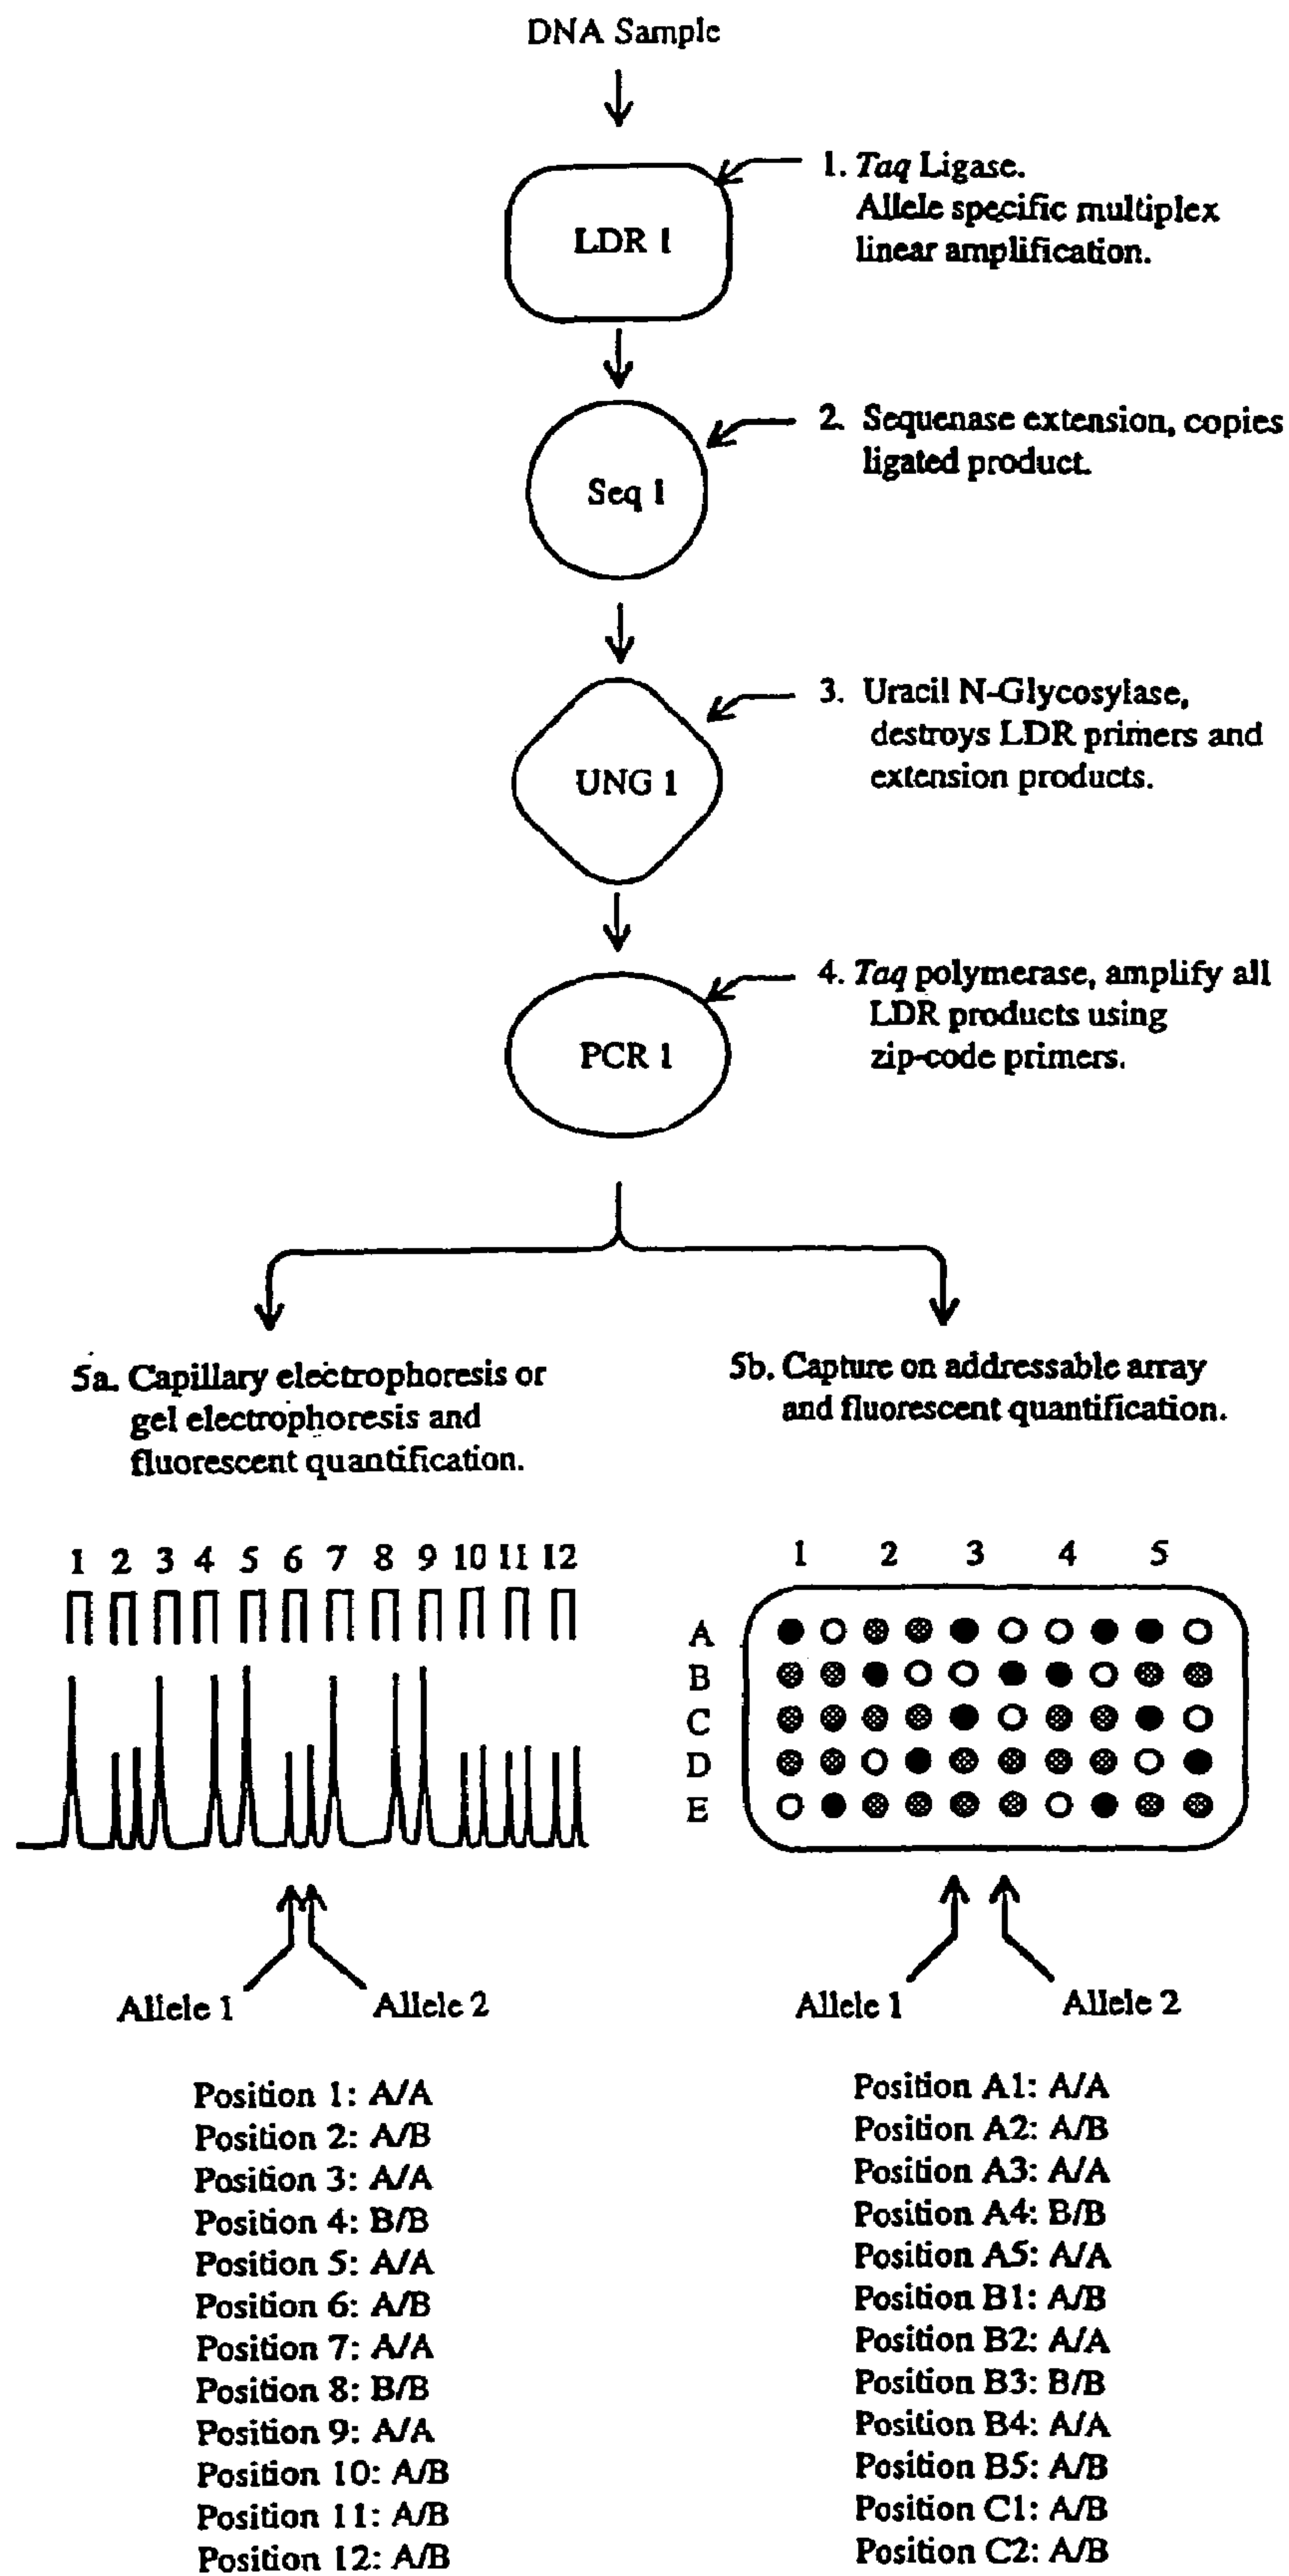 DNA Sample
LDR 1
1. Taq Ligase.
Allele specific multiplex
linear amplification.
Seq 1
2. Sequenase extension, copies
ligated product.
UNG 1
3. Uracil N-Glycosylase,
destroys LDR primers and
extension products.
PCR 1
4. Taq polymerase, amplify all
LDR products using
zip-code primers.
5a. Capillary electrophoresis or
gel electrophoresis and
fluorescent quantification.
1 2 3 4 5 6 7 8 9 10 11 12
Allele 1
Allele 2
Position 1: A/A
Position 2: A/B
Position 3: A/A
Position 4: B/B
Position 5: A/A
Position 6: A/B
Position 7: A/A
Position 8: B/B
Position 9: A/A
Position 10: A/B
Position 11: A/B
Position 12: A/B
5b. Capture on addressable array
and fluorescent quantification.
1 2 3 4 5
A
B
C
D
E
Allele 1
Allele 2
Position A1: A/A
Position A2: A/B
Position A3: A/A
Position A4: B/B
Position A5: A/A
Position B1: A/B
Position B2: A/A
Position B3: B/B
Position B4: A/A
Position B5: A/B
Position C1: A/B
Position C2: A/B